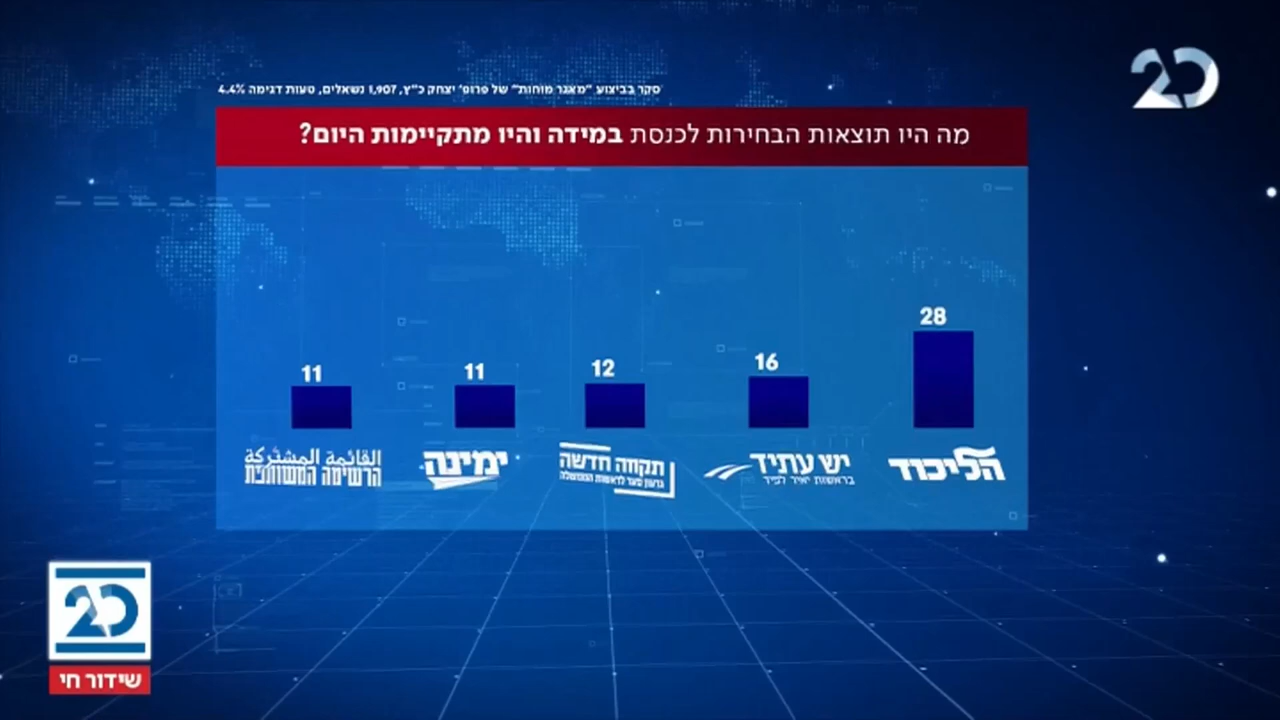 20
סקר בביצוע "מאגר מוחות" של פרופ' יצחק כ"ץ, 1,907 נשאלים, טעות דגימה 4.4%
מה היו תוצאות הבחירות לכנסת במידה והיו מתקיימות היום?
28
16
12
11
11
הליכוד
יש עתיד
בראשות יאיר לפיד
תקווה חדשה
גדעון סער לראשות הממשלה
ימינה
القائمة المشتركة
הרשימה המשותפת
20
שידור חי